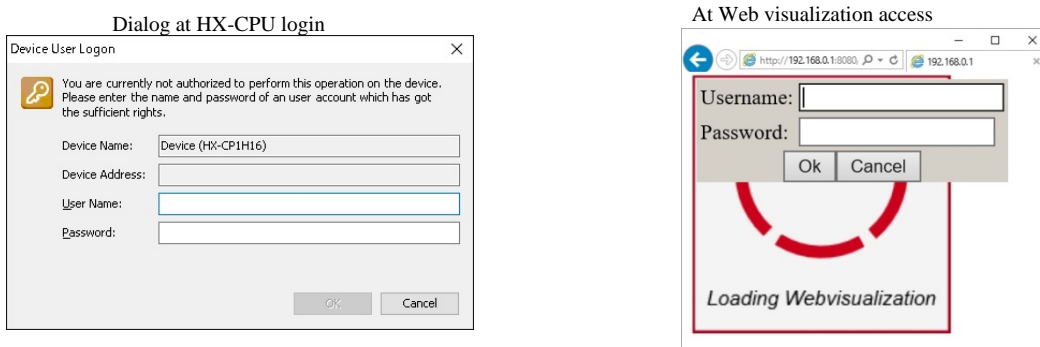 Dialog at HX-CPU login
Device User Logon
You are currently not authorized to perform this operation on the device.
Please enter the name and password of an user account which has got
the sufficient rights.
Device Name: Device (HX-CP1H16)
Device Address:
User Name:
Password:
OK Cancel
At Web visualization access
http://192.168.0.1:8080, 192.168.0.1
Username:
Password:
Ok Cancel
Loading Webvisualization